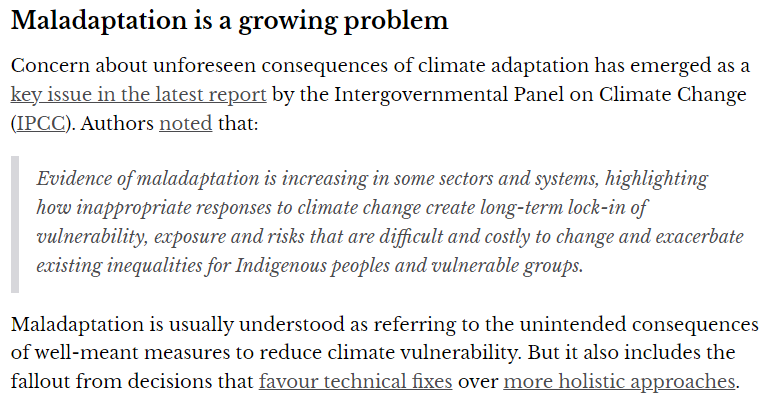 Maladaptation is a growing problem
Concern about unforeseen consequences of climate adaptation has emerged as a
key issue in the latest report by the Intergovernmental Panel on Climate Change
(IPCC). Authors noted that:
Evidence of maladaptation is increasing in some sectors and systems, highlighting
how inappropriate responses to climate change create long-term lock-in of
vulnerability, exposure and risks that are difficult and costly to change and exacerbate
existing inequalities for Indigenous peoples and vulnerable groups.
Maladaptation is usually understood as referring to the unintended consequences
of well-meant measures to reduce climate vulnerability. But it also includes the
fallout from decisions that favour technical fixes over more holistic approaches.